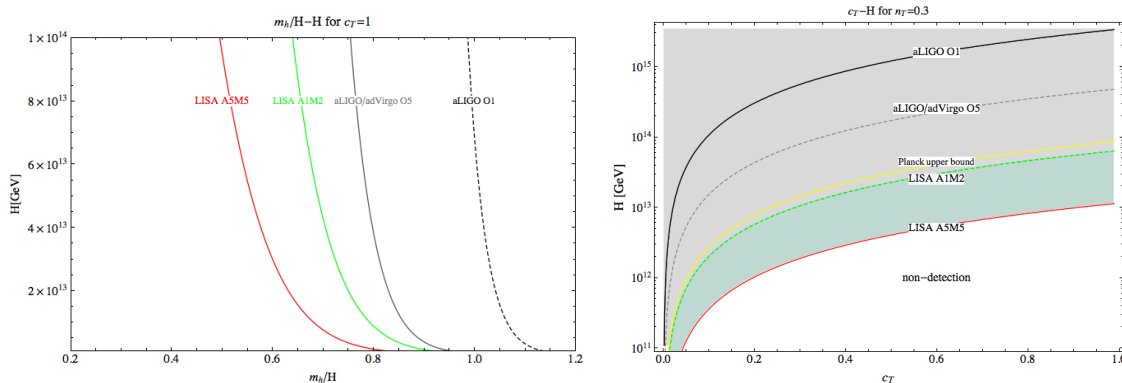 m_h/H−H for c_T=1
1×10^14
8×10^13
6×10^13
4×10^13
2×10^13
H[GeV]
LISA A5M5
LISA A1M2
aLIGO/adVirgo O5
aLIGO O1
0.2 0.4 0.6 0.8 1.0 1.2
m_h/H
c_T−H for n_T=0.3
10^15
10^14
10^13
10^12
10^11
H [GeV]
aLIGO O1
aLIGO/adVirgo O5
Planck upper bound
LISA A1M2
LISA A5M5
non−detection
0.0 0.2 0.4 0.6 0.8 1.0
c_T